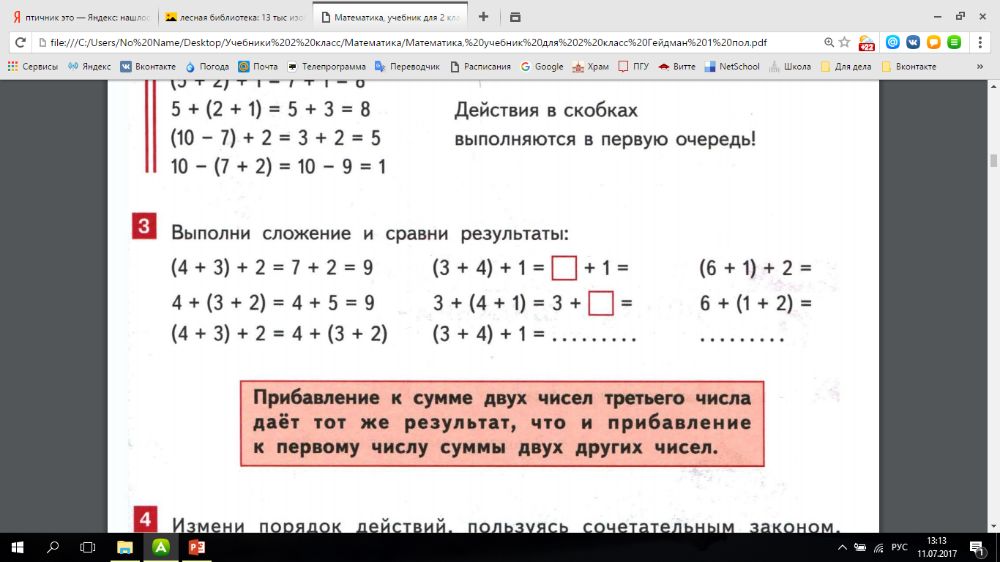 птичник это — Яндекс: нашлос
лесная библиотека: 13 тыс изо
Математика, учебник для 2 кла
file:///C:/Users/No%20Name/Desktop/Учебники%202%20класс/Математика/Математика,%20учебник%20для%202%20класс%20Гейдман%201%20пол.pdf
+22
Сервисы Яндекс Вконтакте Погода Почта Телепрограмма Переводчик Расписания Google Храм ПГУ Витте NetSchool Школа Для дела Вконтакте »
(5 + 2) + 1 = 7 + 1 = 8
5 + (2 + 1) = 5 + 3 = 8 Действия в скобках
(10 – 7) + 2 = 3 + 2 = 5 выполняются в первую очередь!
10 – (7 + 2) = 10 – 9 = 1
3 Выполни сложение и сравни результаты:
(4 + 3) + 2 = 7 + 2 = 9 (3 + 4) + 1 = □ + 1 = (6 + 1) + 2 =
4 + (3 + 2) = 4 + 5 = 9 3 + (4 + 1) = 3 + □ = 6 + (1 + 2) =
(4 + 3) + 2 = 4 + (3 + 2) (3 + 4) + 1 = ......... .........
Прибавление к сумме двух чисел третьего числа
даёт тот же результат, что и прибавление
к первому числу суммы двух других чисел.
4 Измени порядок действий, пользуясь сочетательным законом.
РУС
13:13
11.07.2017
1